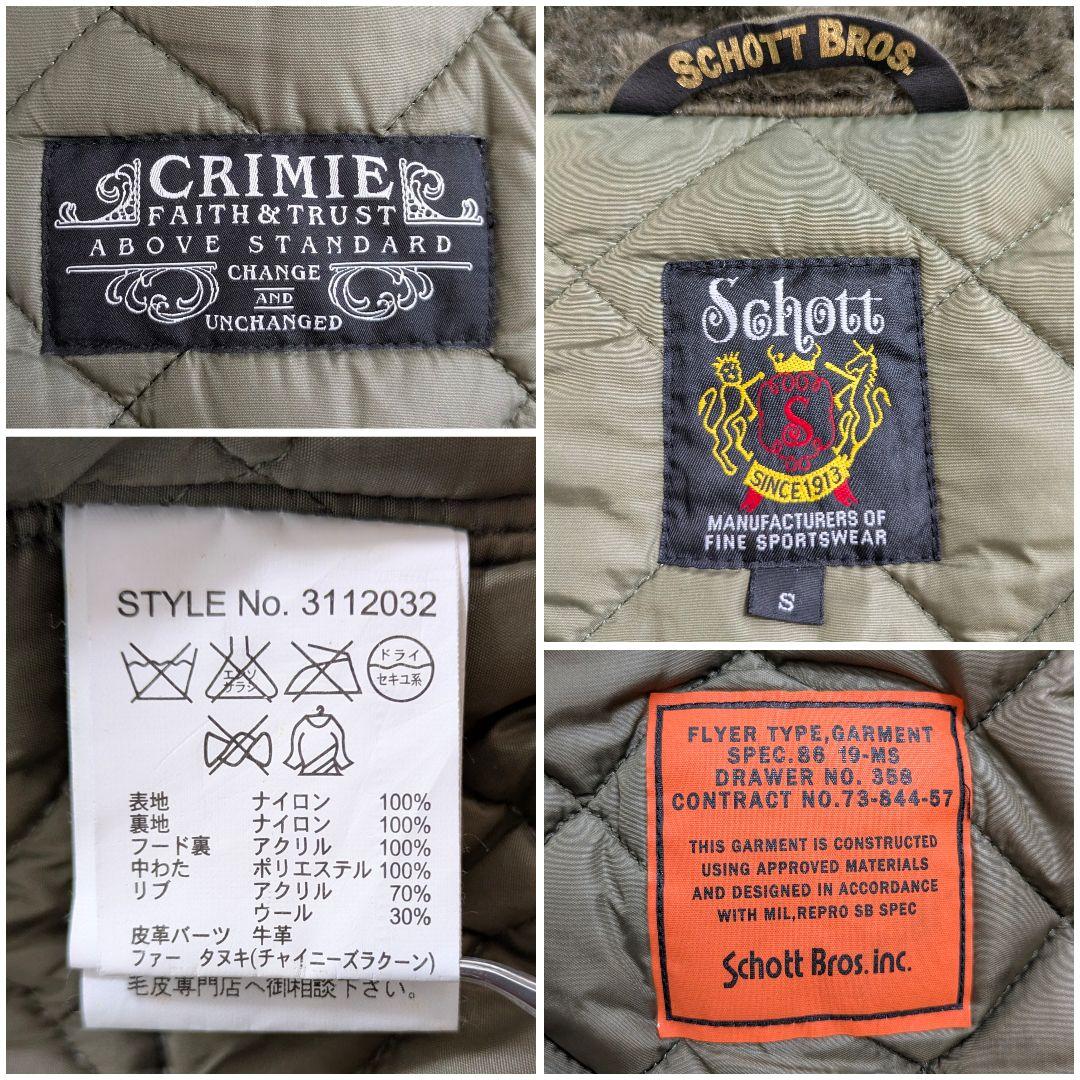 CRIMIE
FAITH & TRUST
ABOVE STANDARD
CHANGE
AND
UNCHANGED
SCHOTT BROS.
Schott
S
SINCE 1913
MANUFACTURERS OF
FINE SPORTSWEAR
S
STYLE No. 3112032
エンソ
サラシ
ドライ
セキユ系
表地 ナイロン 100%
裏地 ナイロン 100%
フード裏 アクリル 100%
中わた ポリエステル 100%
リブ アクリル 70%
ウール 30%
皮革パーツ 牛革
ファー タヌキ(チャイニーズラクーン)
毛皮専門店へ御相談下さい。
FLYER TYPE,GARMENT
SPEC.86 19-MS
DRAWER NO. 358
CONTRACT NO.73-844-57
THIS GARMENT IS CONSTRUCTED
USING APPROVED MATERIALS
AND DESIGNED IN ACCORDANCE
WITH MIL,REPRO SB SPEC
Schott Bros.inc.